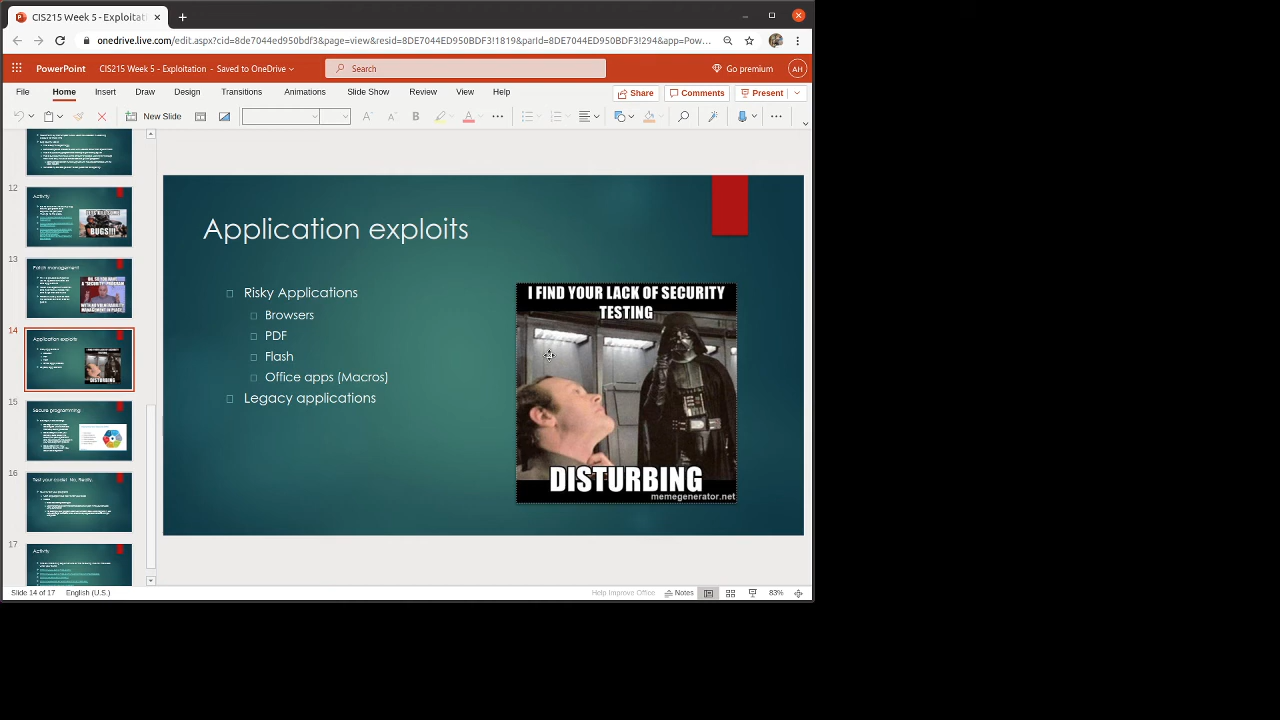 CIS215 Week 5 - Exploitati
onedrive.live.com/edit.aspx?cid=8de7044ed950bdf3&page=view&resid=8DE7044ED950BDF3!1819&parId=8DE7044ED950BDF3!294&app=Pow...
PowerPoint
CIS215 Week 5 - Exploitation - Saved to OneDrive
Search
Go premium
AH
File
Home
Insert
Draw
Design
Transitions
Animations
Slide Show
Review
View
Help
Share
Comments
Present
New Slide
12
Activity
BUGS!!!
13
Patch management
14
Application exploits
DISTURBING
15
Secure programming
16
Test your code! No, Really.
17
Activity
Application exploits
Risky Applications
Browsers
PDF
Flash
Office apps (Macros)
Legacy applications
I FIND YOUR LACK OF SECURITY
TESTING
DISTURBING
memegenerator.net
Slide 14 of 17
English (U.S.)
Help Improve Office
Notes
83%